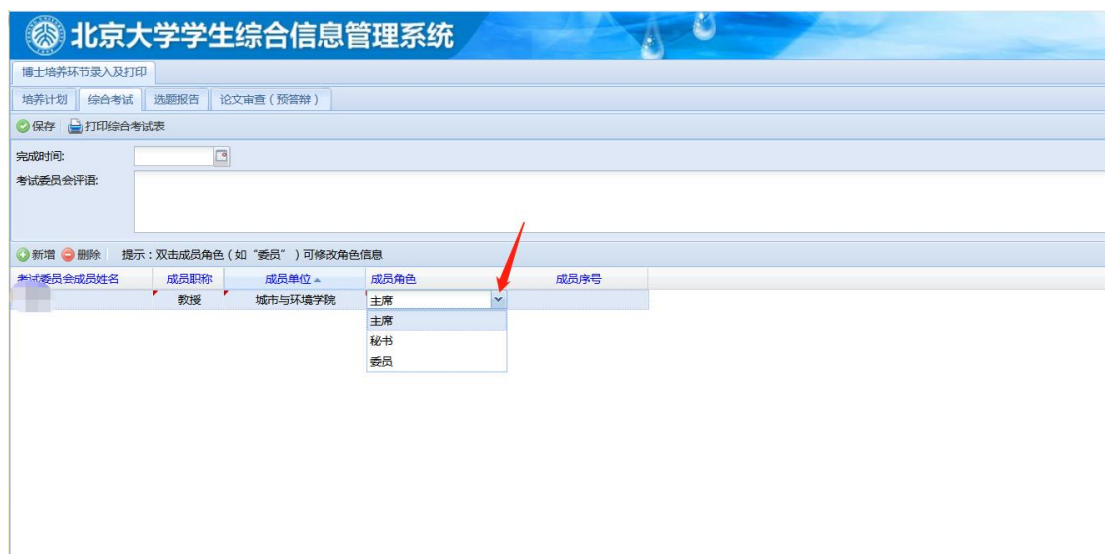 北京大学学生综合信息管理系统
博士培养环节录入及打印
培养计划 综合考试 选题报告 论文审查（预答辩）
保存 打印综合考试表
完成时间:
考试委员会评语:
新增 删除 提示：双击成员角色（如“委员”）可修改角色信息
考试委员会成员姓名 成员职称 成员单位 成员角色 成员序号
教授 城市与环境学院 主席
主席
秘书
委员